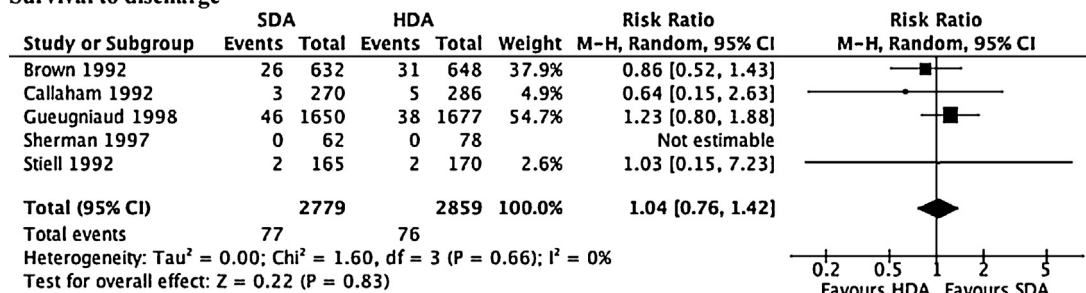 Survival to discharge
SDA HDA Risk Ratio Risk Ratio
Study or Subgroup Events Total Events Total Weight M-H, Random, 95% CI M-H, Random, 95% CI
Brown 1992 26 632 31 648 37.9% 0.86 [0.52, 1.43]
Callaham 1992 3 270 5 286 4.9% 0.64 [0.15, 2.63]
Gueugniaud 1998 46 1650 38 1677 54.7% 1.23 [0.80, 1.88]
Sherman 1997 0 62 0 78 Not estimable
Stiell 1992 2 165 2 170 2.6% 1.03 [0.15, 7.23]
Total (95% CI) 2779 2859 100.0% 1.04 [0.76, 1.42]
Total events 77 76
Heterogeneity: Tau² = 0.00; Chi² = 1.60, df = 3 (P = 0.66); I² = 0%
Test for overall effect: Z = 0.22 (P = 0.83)
0.2 0.5 1 2 5
Favours HDA Favours SDA